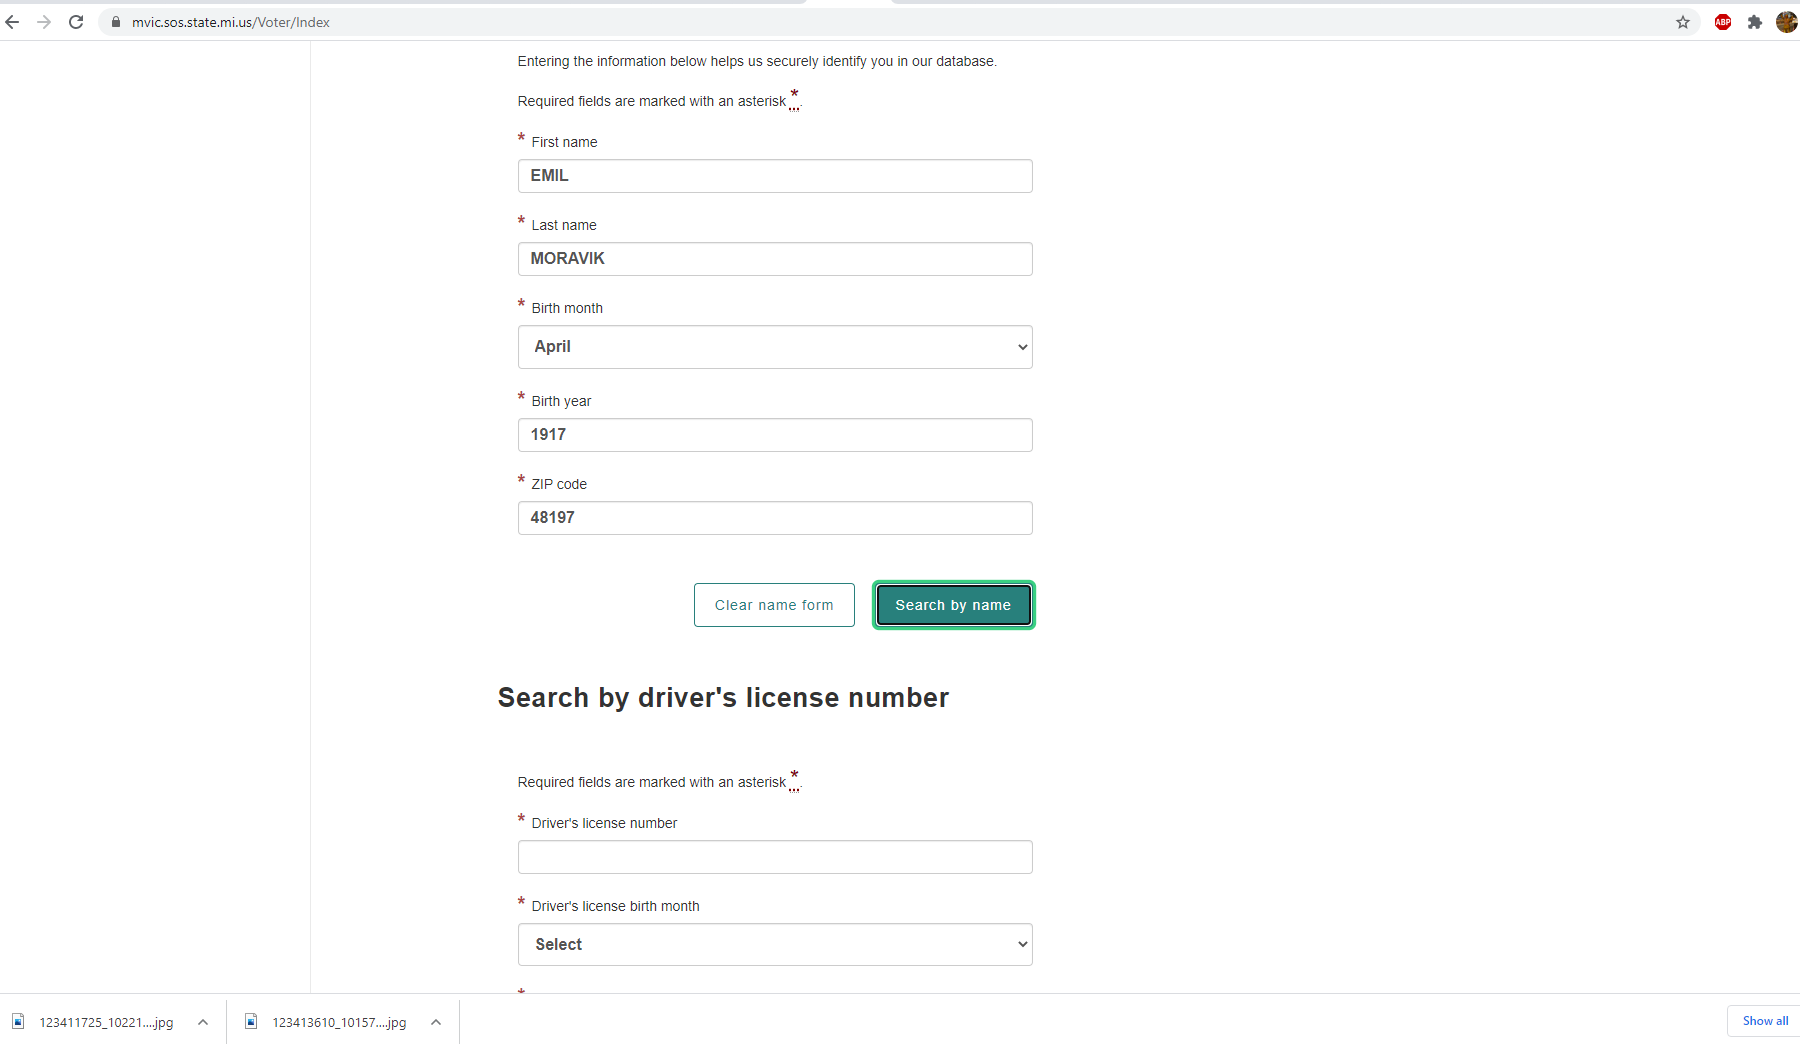 mvic.sos.state.mi.us/Voter/Index
ABP
Entering the information below helps us securely identify you in our database.
Required fields are marked with an asterisk *.
* First name
EMIL
* Last name
MORAVIK
* Birth month
April
* Birth year
1917
* ZIP code
48197
Clear name form
Search by name
Search by driver's license number
Required fields are marked with an asterisk *.
* Driver's license number
* Driver's license birth month
Select
*
123411725_10221....jpg
123413610_10157....jpg
Show all